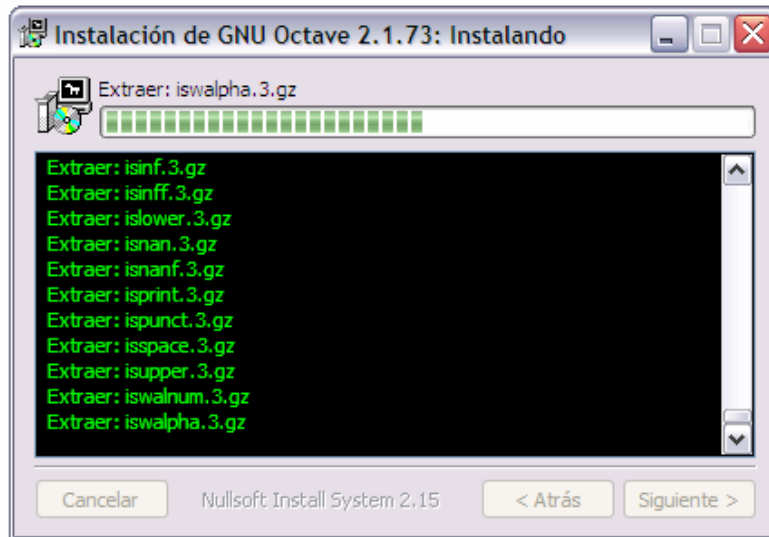 Instalación de GNU Octave 2.1.73: Instalando
Extraer: iswalpha.3.gz
Extraer: isinf.3.gz
Extraer: isinff.3.gz
Extraer: islower.3.gz
Extraer: isnan.3.gz
Extraer: isnanf.3.gz
Extraer: isprint.3.gz
Extraer: ispunct.3.gz
Extraer: isspace.3.gz
Extraer: isupper.3.gz
Extraer: iswalnum.3.gz
Extraer: iswalpha.3.gz
Cancelar
Nullsoft Install System 2.15
< Atrás
Siguiente >